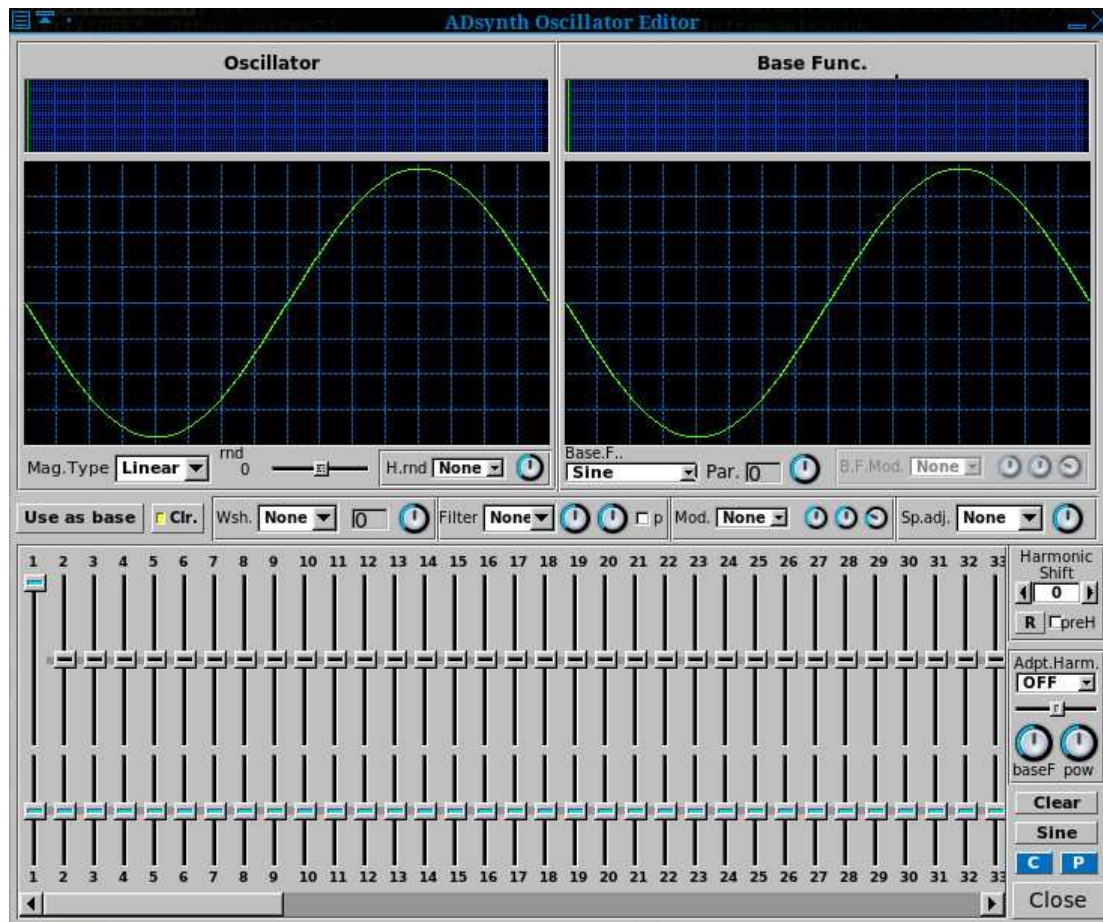 ADsynth Oscillator Editor
Oscillator
Base Func.
Mag.Type Linear
rnd
0
H.rnd None
Base.F..
Sine
Par. 0
B.F.Mod. None
Use as base
Clr.
Wsh. None 0
Filter None
p
Mod. None
Sp.adj. None
1 2 3 4 5 6 7 8 9 10 11 12 13 14 15 16 17 18 19 20 21 22 23 24 25 26 27 28 29 30 31 32 33
Harmonic
Shift
0
R preH
Adpt.Harm.
OFF
r
baseF pow
Clear
Sine
C P
Close
1 2 3 4 5 6 7 8 9 10 11 12 13 14 15 16 17 18 19 20 21 22 23 24 25 26 27 28 29 30 31 32 33